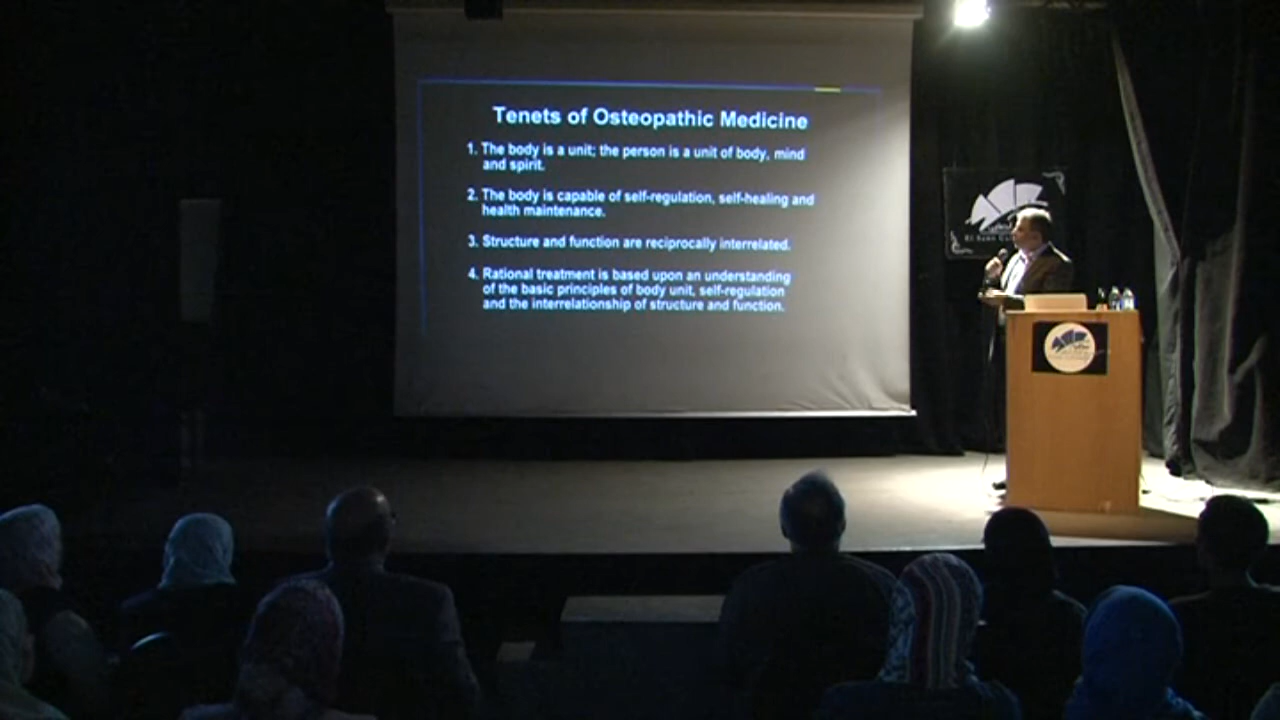 Tenets of Osteopathic Medicine
1. The body is a unit; the person is a unit of body, mind
and spirit.
2. The body is capable of self-regulation, self-healing and
health maintenance.
3. Structure and function are reciprocally interrelated.
4. Rational treatment is based upon an understanding
of the basic principles of body unit, self-regulation
and the interrelationship of structure and function.